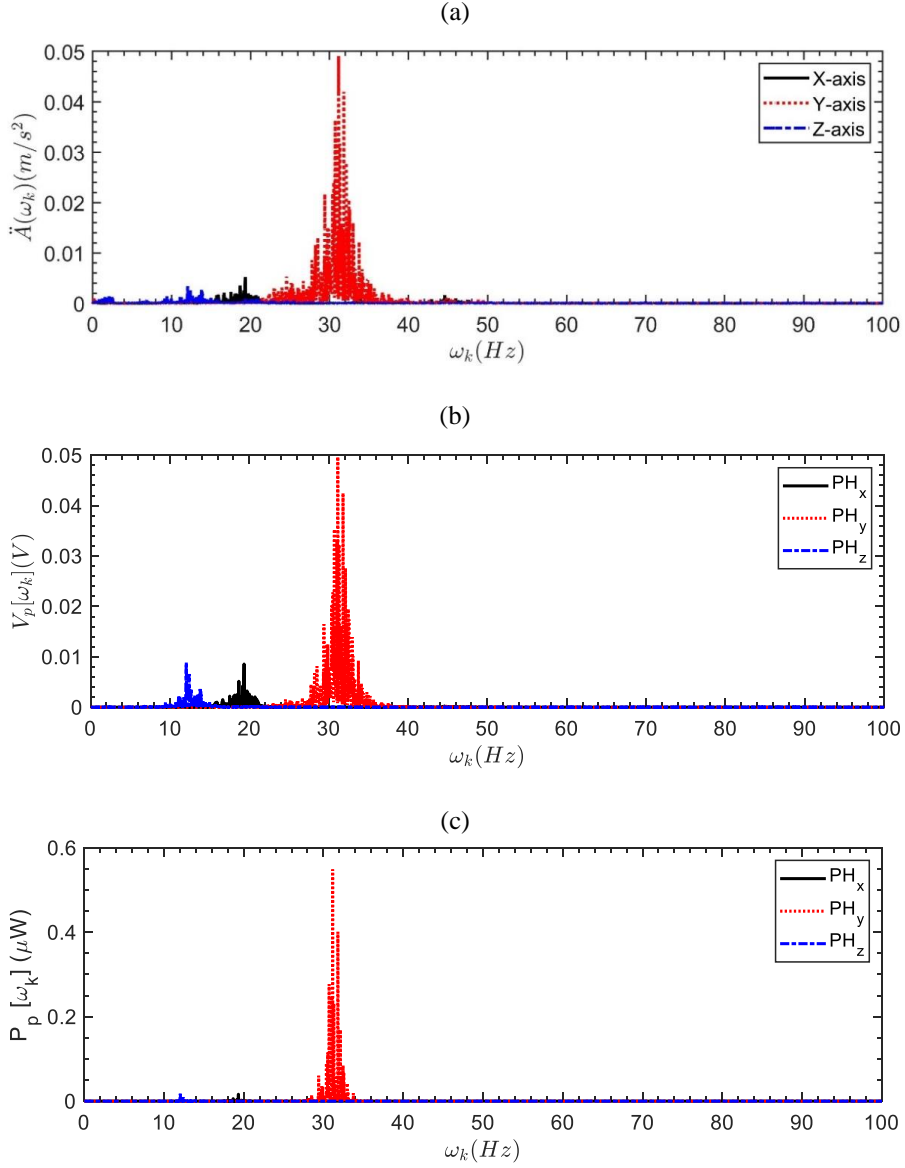 (a)
0.05
0.04
0.03
0.02
0.01
0
Ä(ω_k)(m/s²)
X-axis
Y-axis
Z-axis
0 10 20 30 40 50 60 70 80 90 100
ω_k(Hz)
(b)
0.05
0.04
0.03
0.02
0.01
0
V_p[ω_k](V)
PH_x
PH_y
PH_z
0 10 20 30 40 50 60 70 80 90 100
ω_k(Hz)
(c)
0.6
0.4
0.2
0
P_p [ω_k] (μW)
PH_x
PH_y
PH_z
0 10 20 30 40 50 60 70 80 90 100
ω_k(Hz)